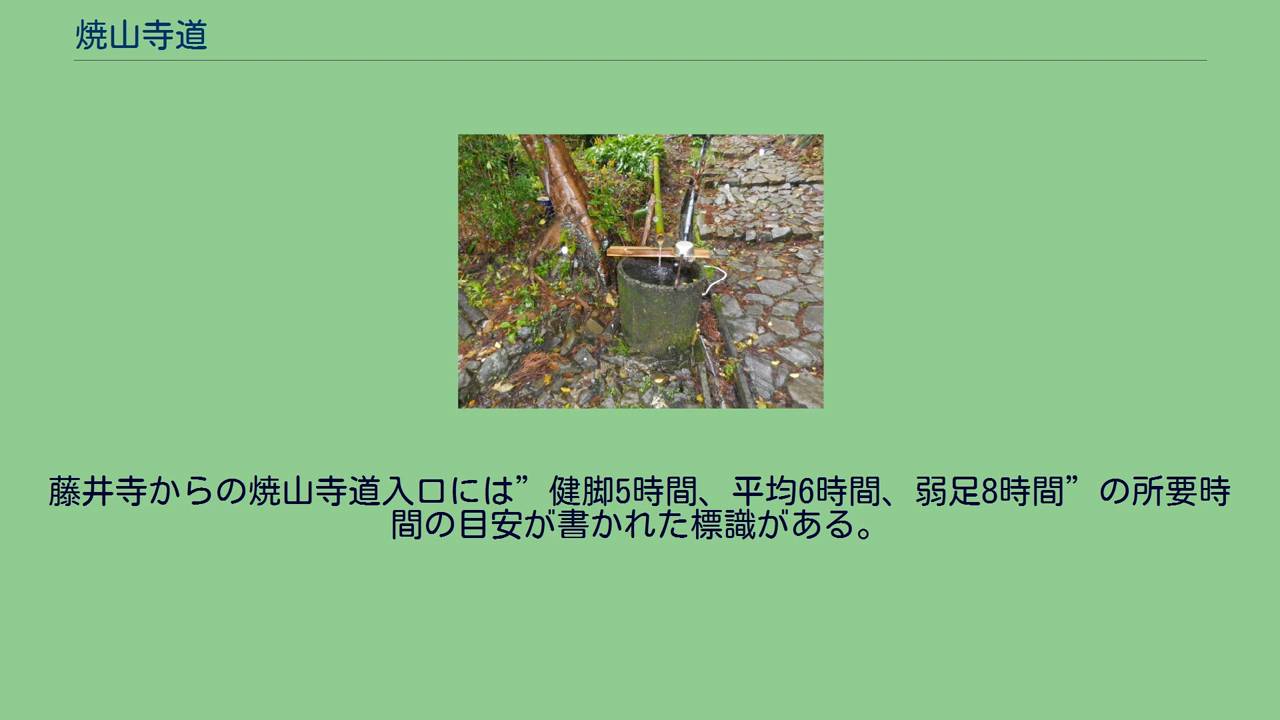 焼山寺道
藤井寺からの焼山寺道入口には”健脚5時間、平均6時間、弱足8時間”の所要時
間の目安が書かれた標識がある。